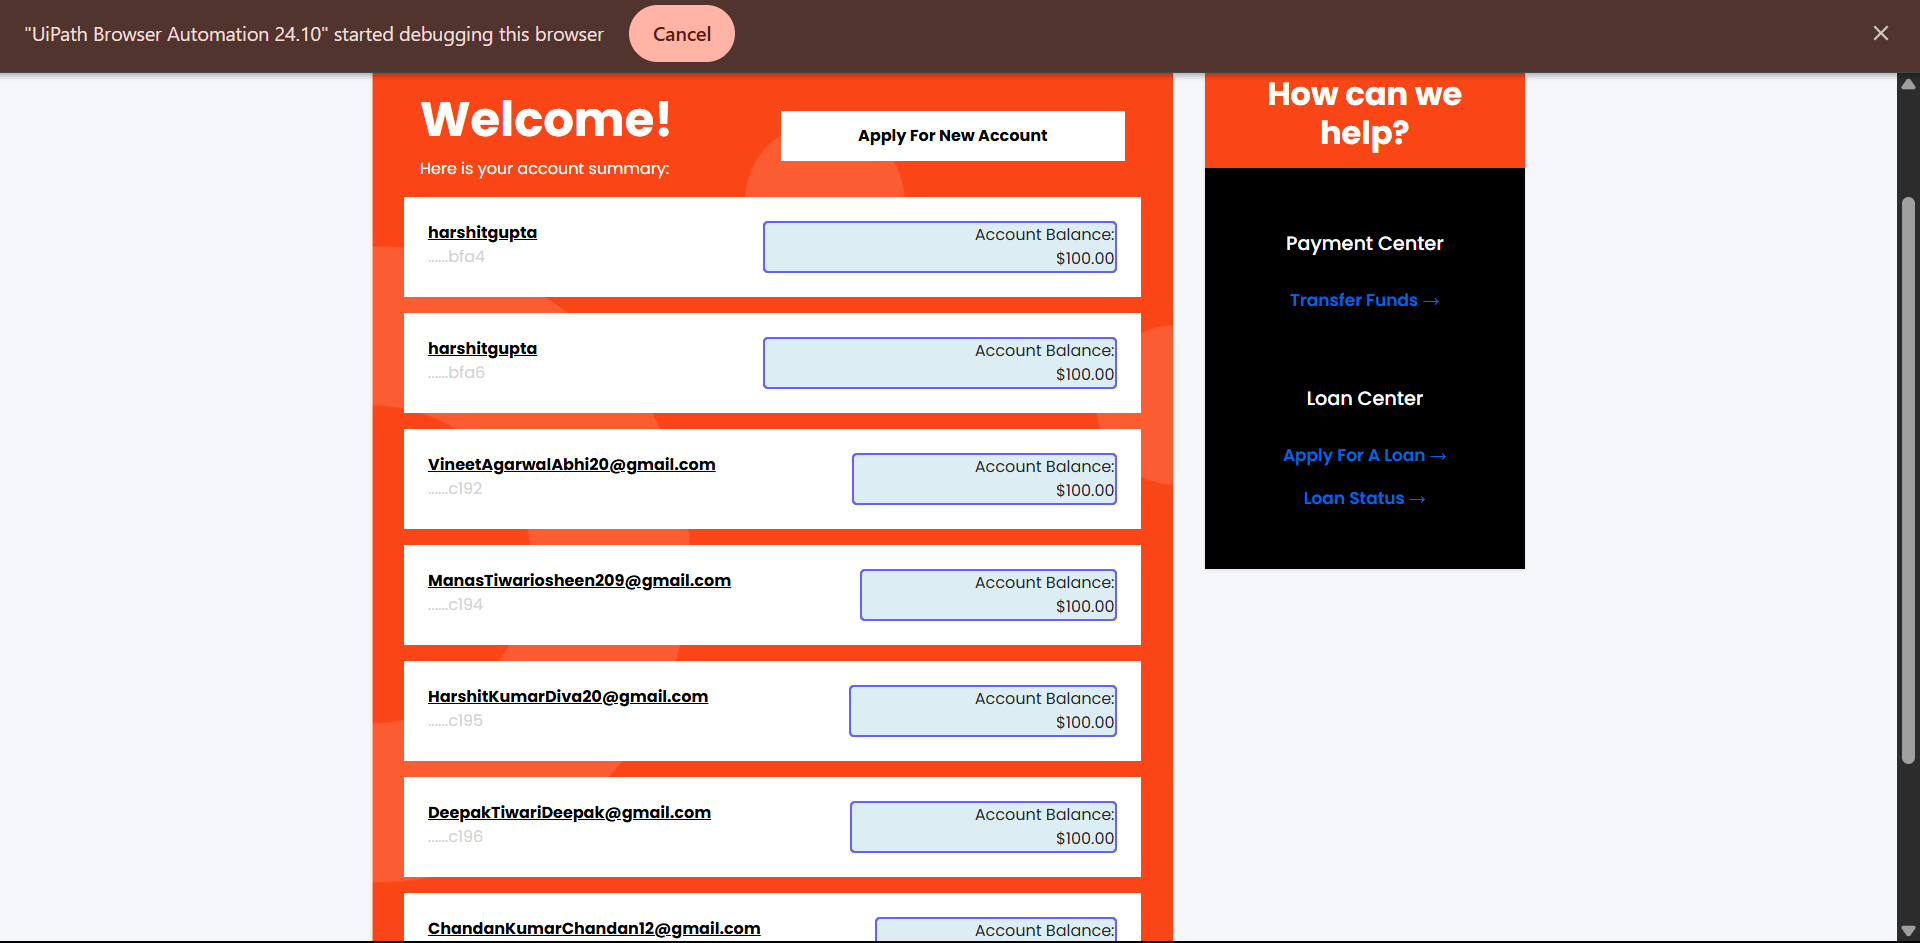 "UiPath Browser Automation 24.10" started debugging this browser
Cancel
Welcome!
Here is your account summary:
Apply For New Account
harshitgupta
......bfa4
Account Balance:
$100.00
harshitgupta
......bfa6
Account Balance:
$100.00
VineetAgarwalAbhi20@gmail.com
......c192
Account Balance:
$100.00
ManasTiwariosheen209@gmail.com
......c194
Account Balance:
$100.00
HarshitKumarDiva20@gmail.com
......c195
Account Balance:
$100.00
DeepakTiwariDeepak@gmail.com
......c196
Account Balance:
$100.00
ChandanKumarChandan12@gmail.com
Account Balance:
How can we
help?
Payment Center
Transfer Funds →
Loan Center
Apply For A Loan →
Loan Status →